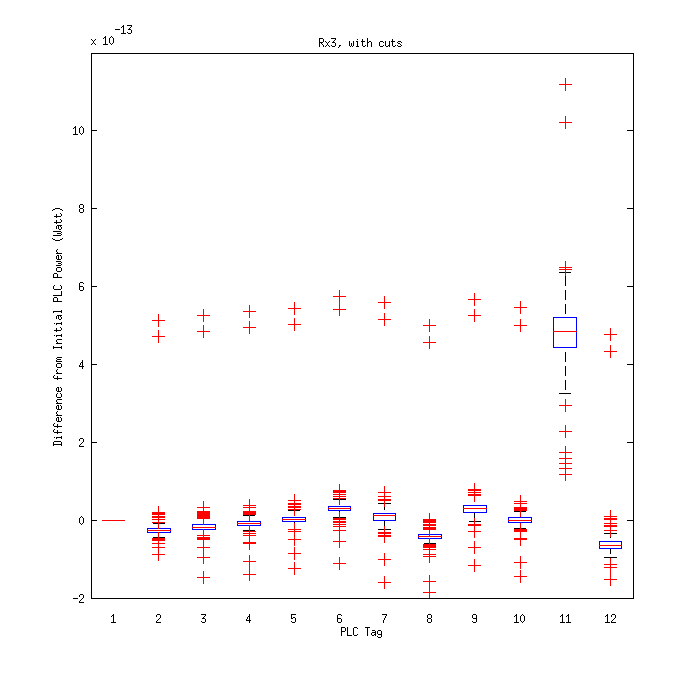 x 10^-13
Rx3, with cuts
10
8
6
4
2
0
-2
Difference from Initial PLC Power (Watt)
1 2 3 4 5 6 7 8 9 10 11 12
PLC Tag